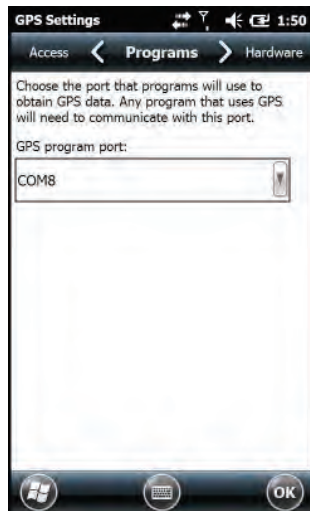 GPS Settings 1:50
Access Programs Hardware
Choose the port that programs will use to
obtain GPS data. Any program that uses GPS
will need to communicate with this port.
GPS program port:
COM8
OK